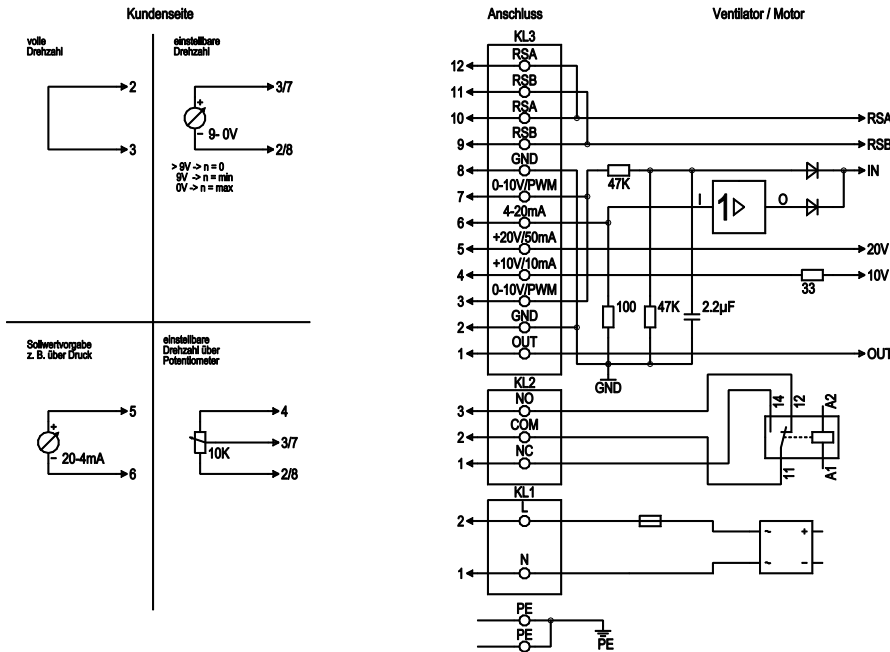 Kundenseite
Anschluss
Ventilator / Motor
volle
Drehzahl
2
3
einstellbare
Drehzahl
3/7
+
9- 0V
−
2/8
> 9V -> n = 0
9V -> n = min
0V -> n = max
Sollwertvorgabe
z. B. über Druck
5
+
20-4mA
−
6
einstellbare
Drehzahl über
Potentiometer
4
3/7
10K
2/8
KL3
12 RSA
11 RSB
10 RSA RSA
9 RSB RSB
8 GND IN
47K
7 0-10V/PWM
I 1 O
6 4-20mA
5 +20V/50mA 20V
4 +10V/10mA 10V
33
3 0-10V/PWM
100 47K 2.2µF
2 GND
1 OUT OUT
GND
KL2
3 NO
2 COM
1 NC
14 12 A2
11 A1
KL1
2 L
~ +
1 N
~ −
PE
PE
PE